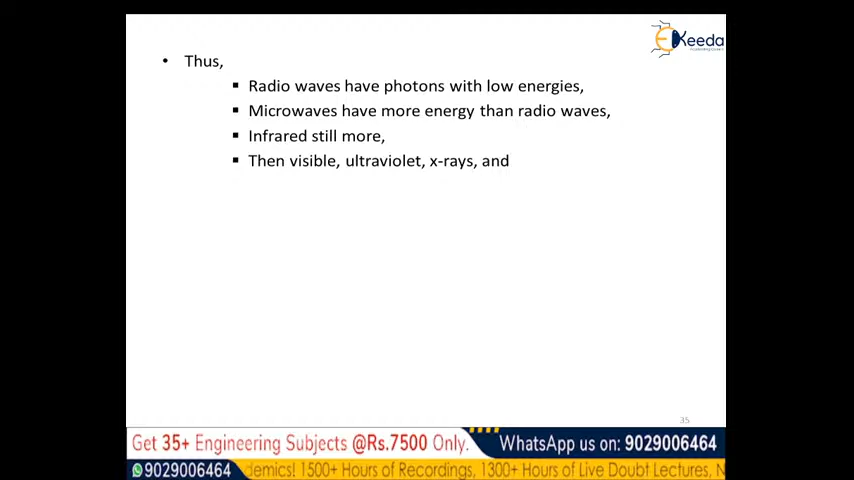 EKeeda
• Thus,
▪ Radio waves have photons with low energies,
▪ Microwaves have more energy than radio waves,
▪ Infrared still more,
▪ Then visible, ultraviolet, x-rays, and
35
Get 35+ Engineering Subjects @Rs.7500 Only.
WhatsApp us on: 9029006464
9029006464
demics! 1500+ Hours of Recordings, 1300+ Hours of Live Doubt Lectures, N